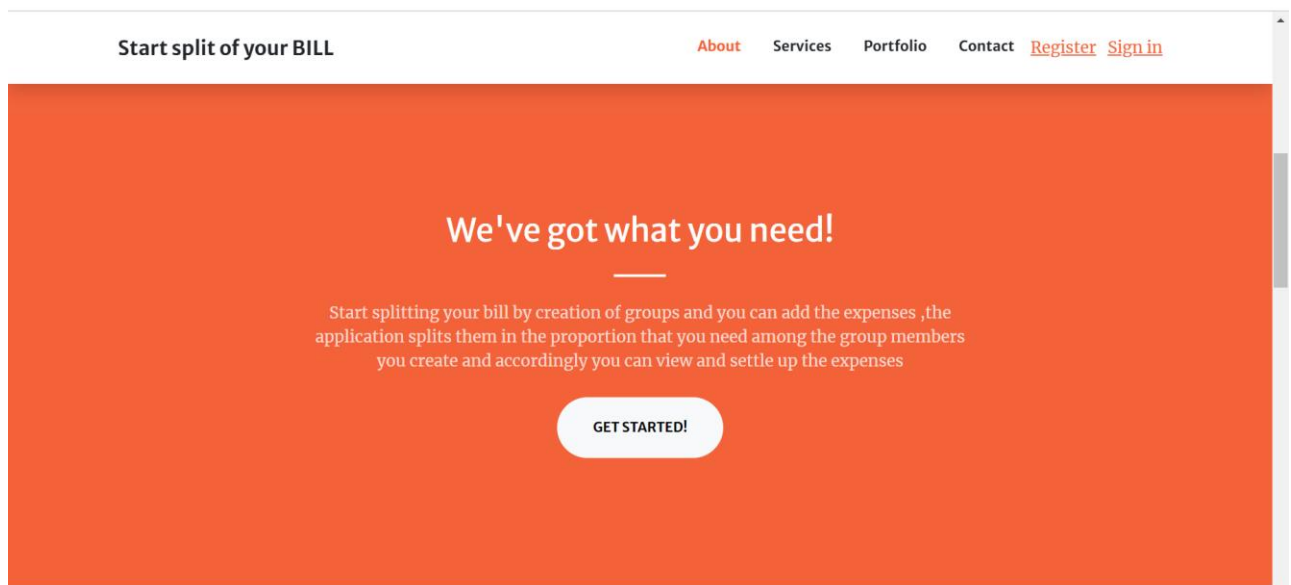 Start split of your BILL
About Services Portfolio Contact Register Sign in
We've got what you need!
Start splitting your bill by creation of groups and you can add the expenses ,the
application splits them in the proportion that you need among the group members
you create and accordingly you can view and settle up the expenses
GET STARTED!